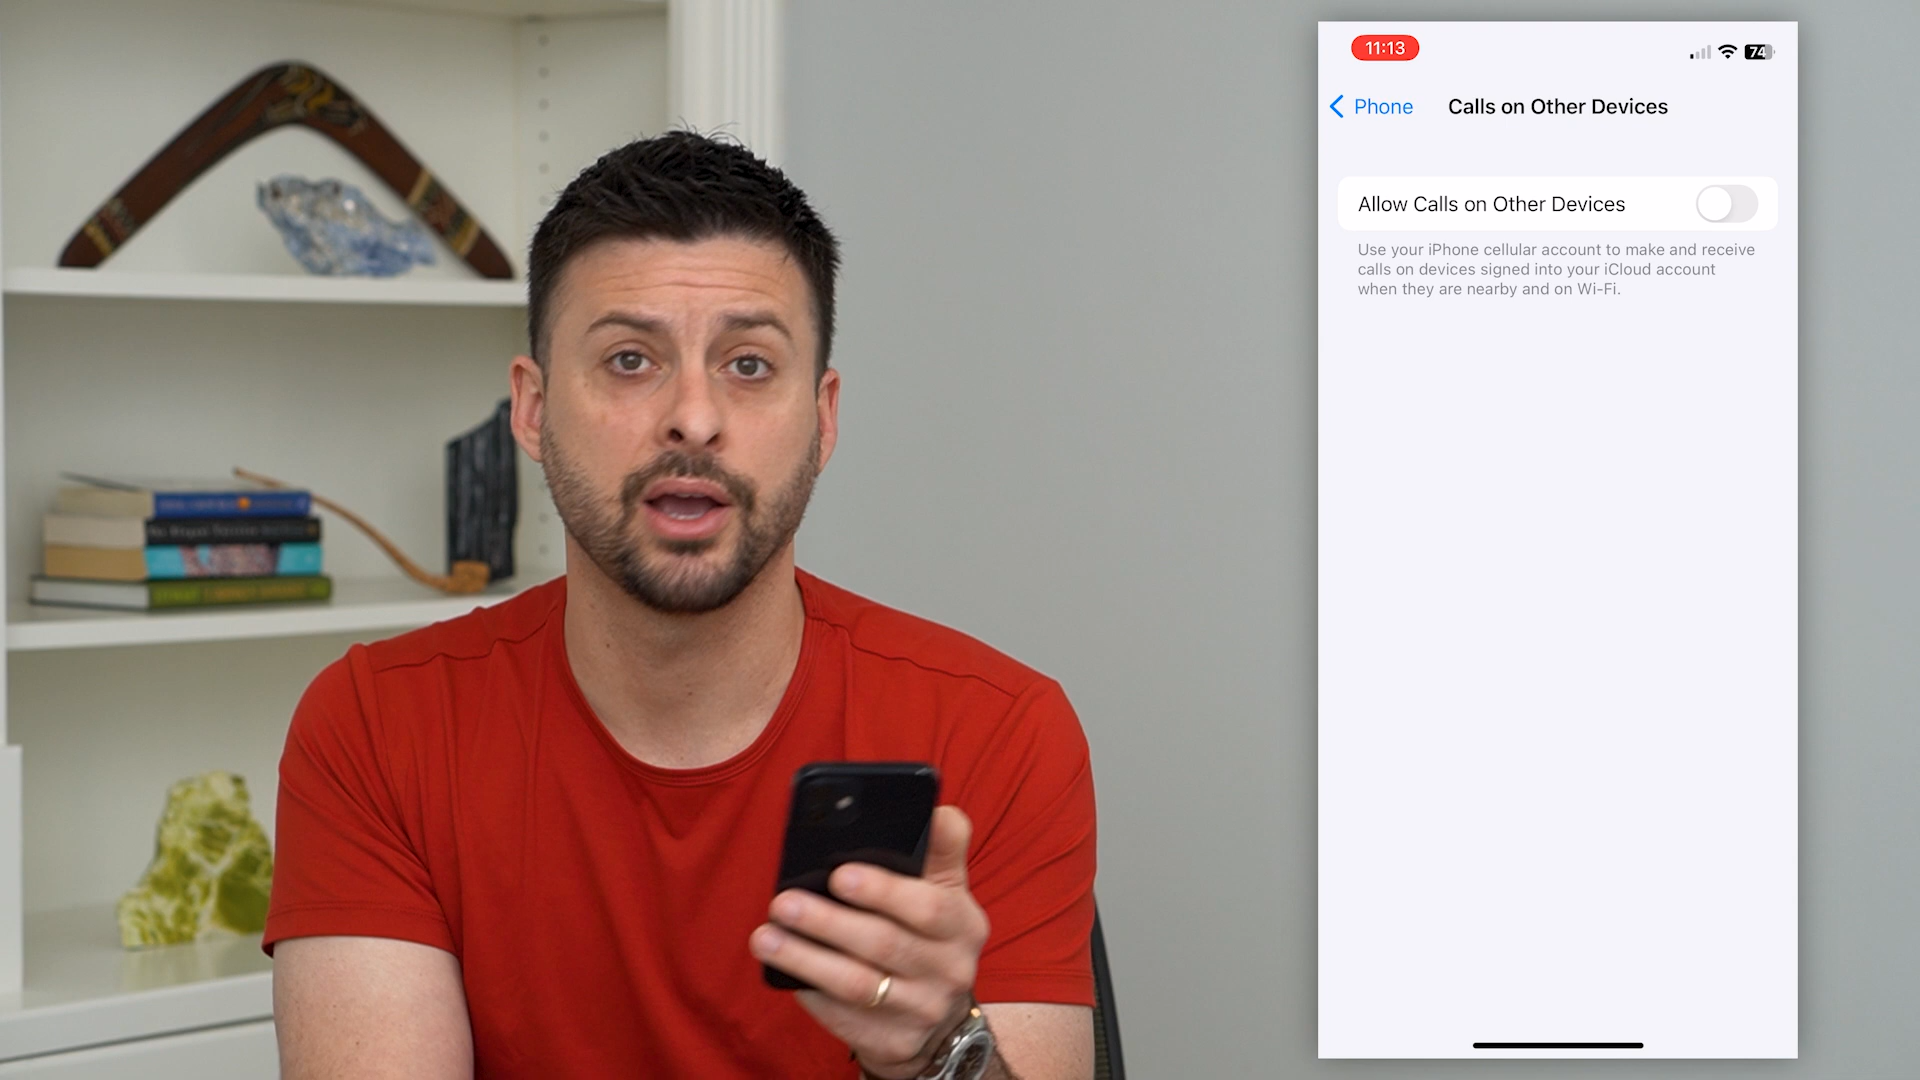 11:13
74
Phone
Calls on Other Devices
Allow Calls on Other Devices
Use your iPhone cellular account to make and receive
calls on devices signed into your iCloud account
when they are nearby and on Wi-Fi.